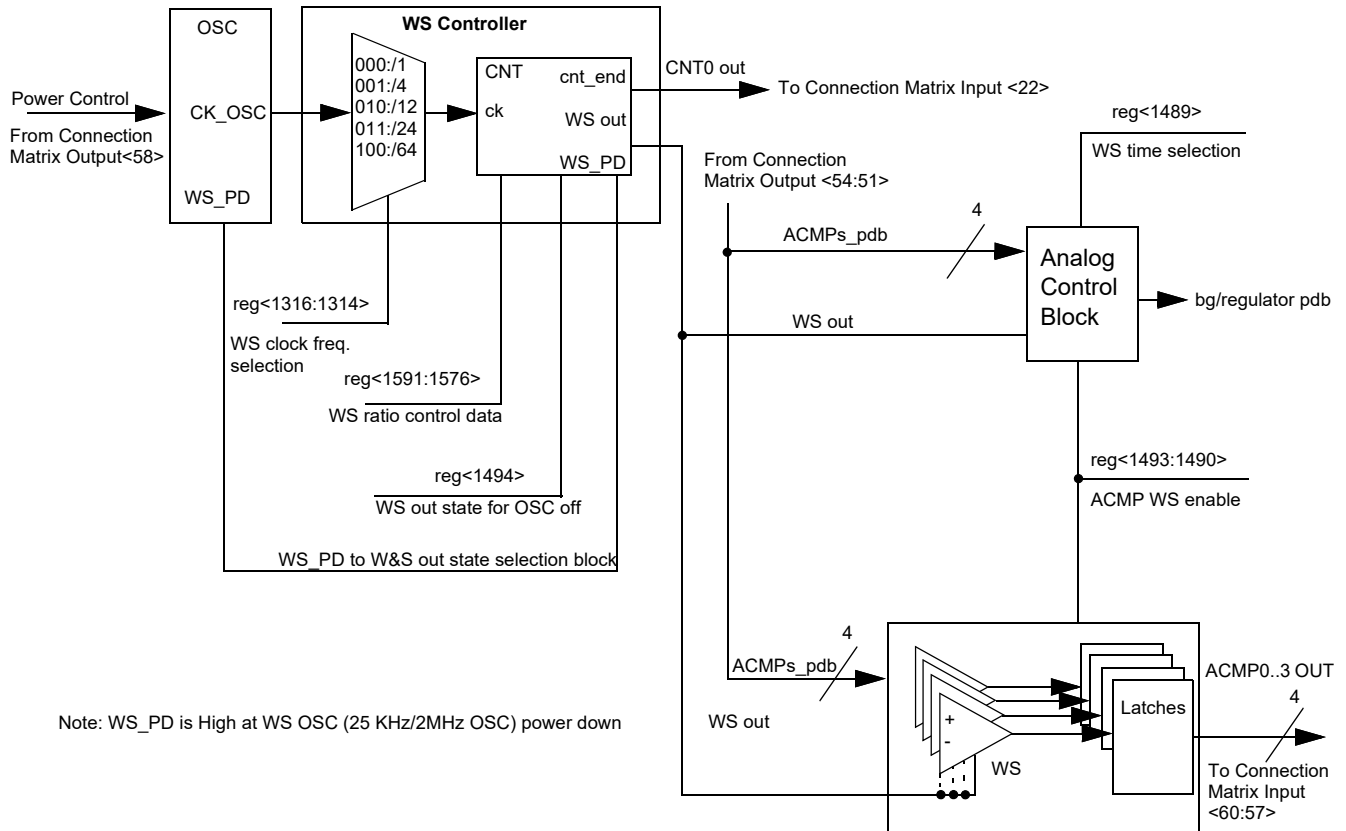 OSC
WS Controller
000:/1
001:/4
010:/12
011:/24
100:/64
CNT
cnt_end
ck
WS out
WS_PD
CNT0 out
To Connection Matrix Input <22>
Power Control
CK_OSC
From Connection
Matrix Output<58>
WS_PD
reg<1489>
WS time selection
From Connection
Matrix Output <54:51>
4
ACMPs_pdb
Analog
Control
Block
bg/regulator pdb
WS out
reg<1316:1314>
WS clock freq.
selection
reg<1591:1576>
WS ratio control data
reg<1494>
WS out state for OSC off
reg<1493:1490>
ACMP WS enable
WS_PD to W&S out state selection block
4
ACMPs_pdb
WS out
+
-
WS
Latches
ACMP0..3 OUT
4
To Connection
Matrix Input
<60:57>
Note: WS_PD is High at WS OSC (25 KHz/2MHz OSC) power down